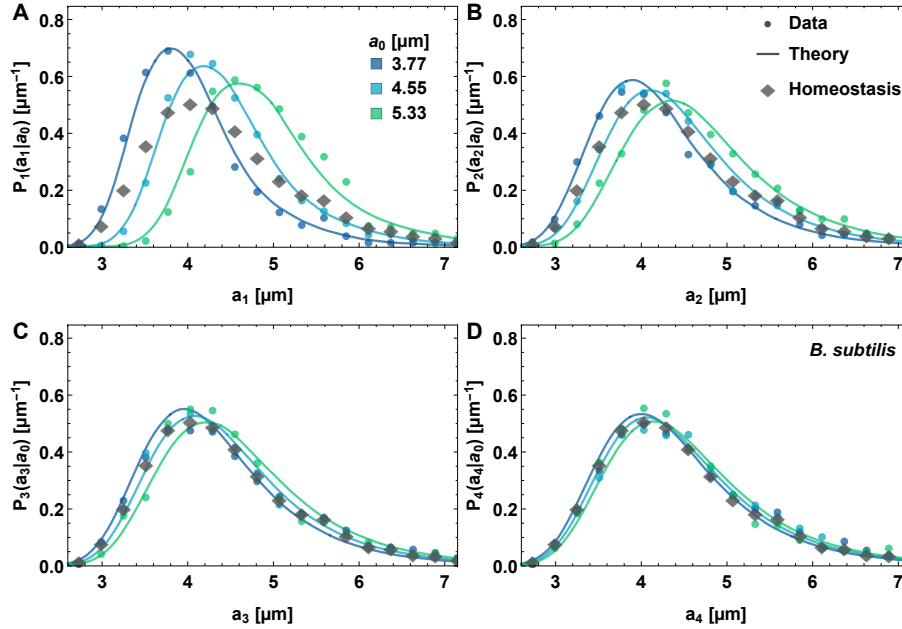 A
P₁(a₁|a₀) [μm⁻¹]
0.8
0.6
0.4
0.2
0.0
a₀ [μm]
3.77
4.55
5.33
3 4 5 6 7
a₁ [μm]
B
P₂(a₂|a₀) [μm⁻¹]
0.8
0.6
0.4
0.2
0.0
Data
Theory
Homeostasis
3 4 5 6 7
a₂ [μm]
C
P₃(a₃|a₀) [μm⁻¹]
0.8
0.6
0.4
0.2
0.0
3 4 5 6 7
a₃ [μm]
D
B. subtilis
P₄(a₄|a₀) [μm⁻¹]
0.8
0.6
0.4
0.2
0.0
3 4 5 6 7
a₄ [μm]